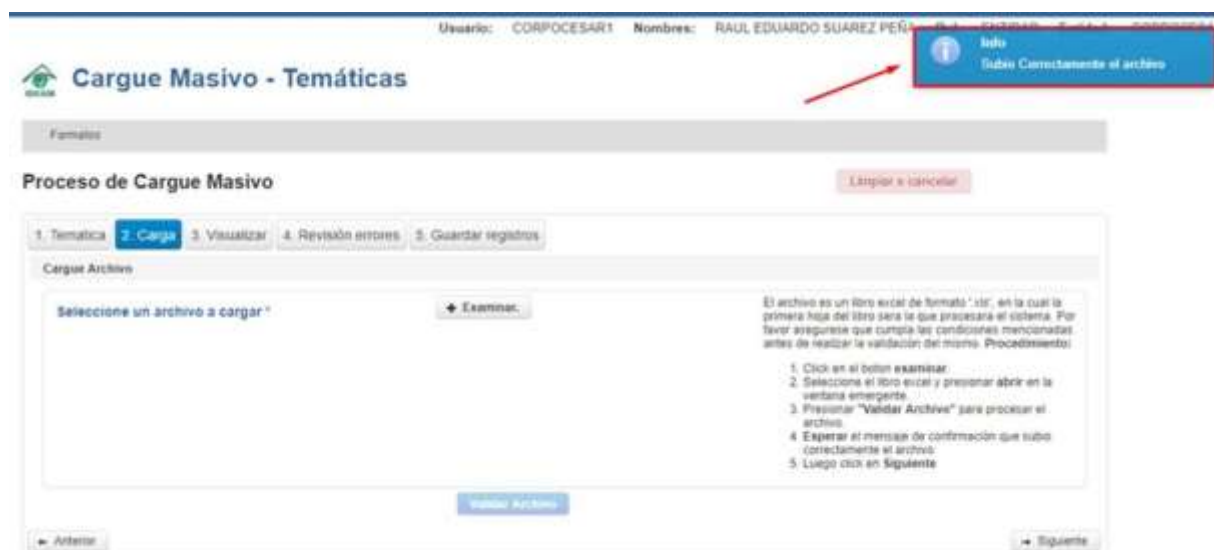 Usuario: CORPOCESAR1 Nombres: RAUL EDUARDO SUAREZ PEÑA
Info
Subio Correctamente el archivo
Cargue Masivo - Temáticas
Formatos
Proceso de Cargue Masivo
Limpiar o cancelar
1. Tematica 2. Carga 3. Visualizar 4. Revisión errores 5. Guardar registros
Cargue Archivo
Seleccione un archivo a cargar *
Examinar.
El archivo es un libro excel de formato '.xls', en la cual la
primera hoja del libro sera la que procesara el sistema. Por
favor asegurese que cumpla las condiciones mencionadas
antes de realizar la validación del mismo. Procedimiento:
1. Click en el boton examinar.
2. Seleccione el libro excel y presionar abrir en la
ventana emergente.
3. Presionar "Validar Archivo" para procesar el
archivo.
4. Esperar el mensaje de confirmación que subio
correctamente el archivo
5. Luego click en Siguiente
Validar Archivo
Anterior
Siguiente